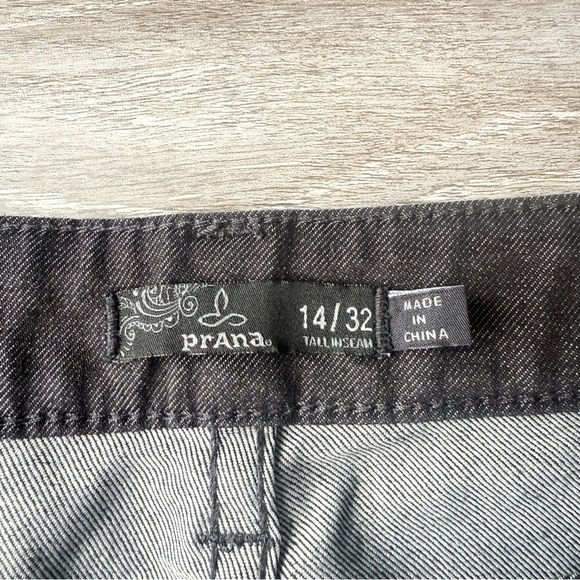 prAna
14/32
TALL INSEAM
MADE
IN
CHINA